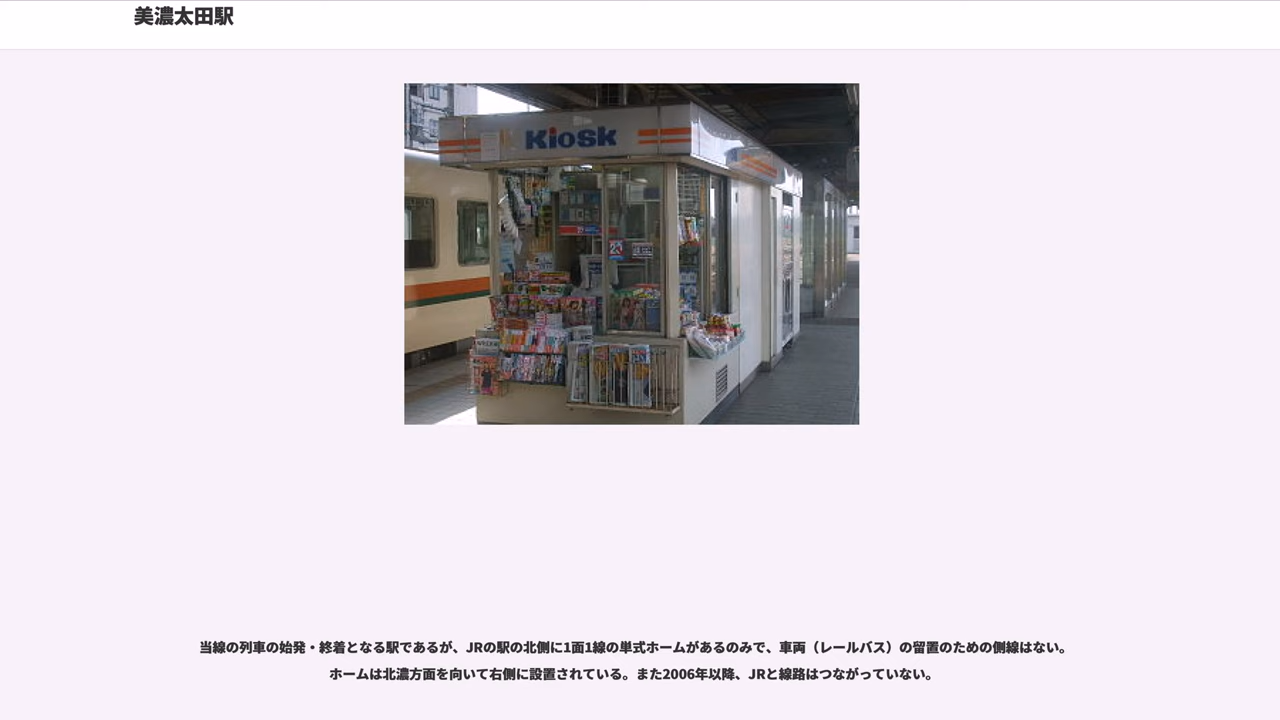 美濃太田駅
Kiosk
当線の列車の始発・終着となる駅であるが、JRの駅の北側に1面1線の単式ホームがあるのみで、車両（レールバス）の留置のための側線はない。
ホームは北濃方面を向いて右側に設置されている。また2006年以降、JRと線路はつながっていない。